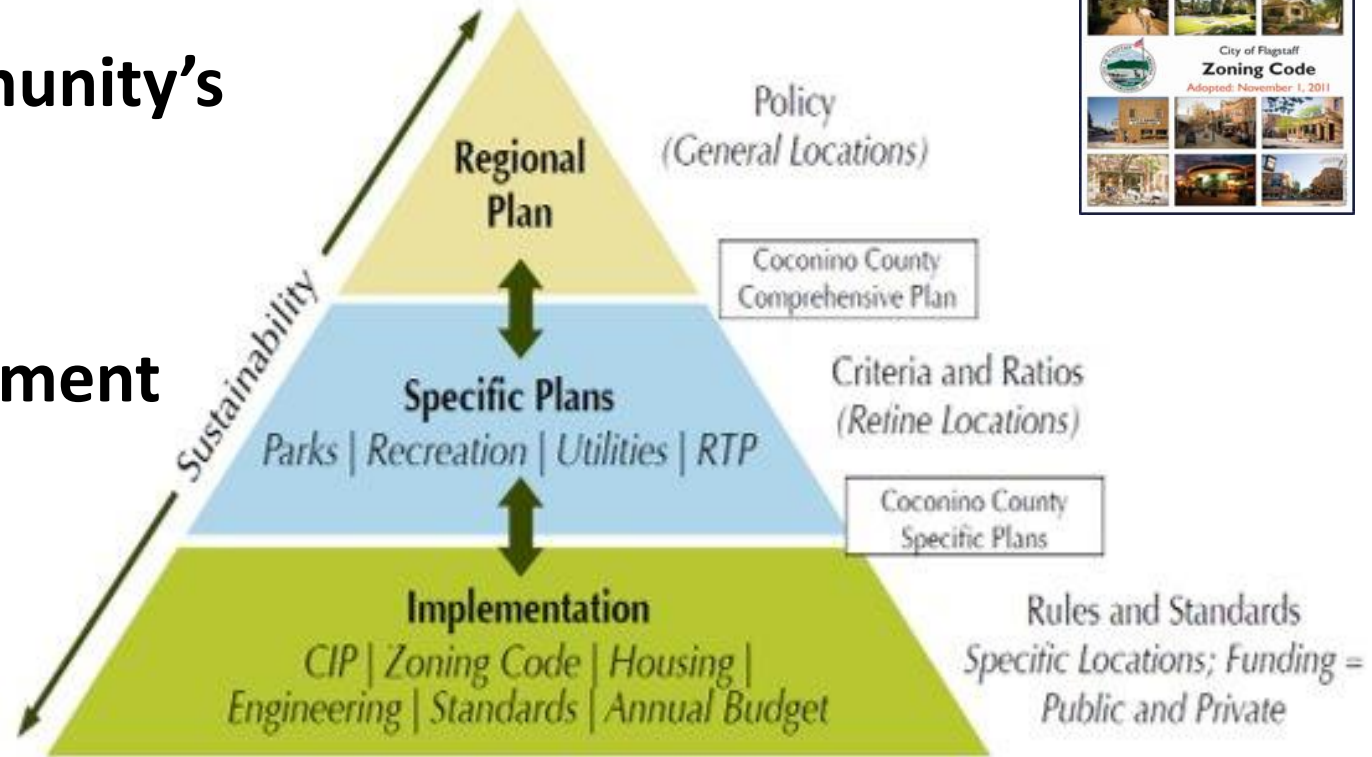 munity's
ment
City of Flagstaff
Zoning Code
Adopted: November 1, 2011
Sustainability
Regional
Plan
Policy
(General Locations)
Coconino County
Comprehensive Plan
Specific Plans
Parks | Recreation | Utilities | RTP
Criteria and Ratios
(Refine Locations)
Coconino County
Specific Plans
Implementation
CIP | Zoning Code | Housing |
Engineering | Standards | Annual Budget
Rules and Standards
Specific Locations; Funding =
Public and Private